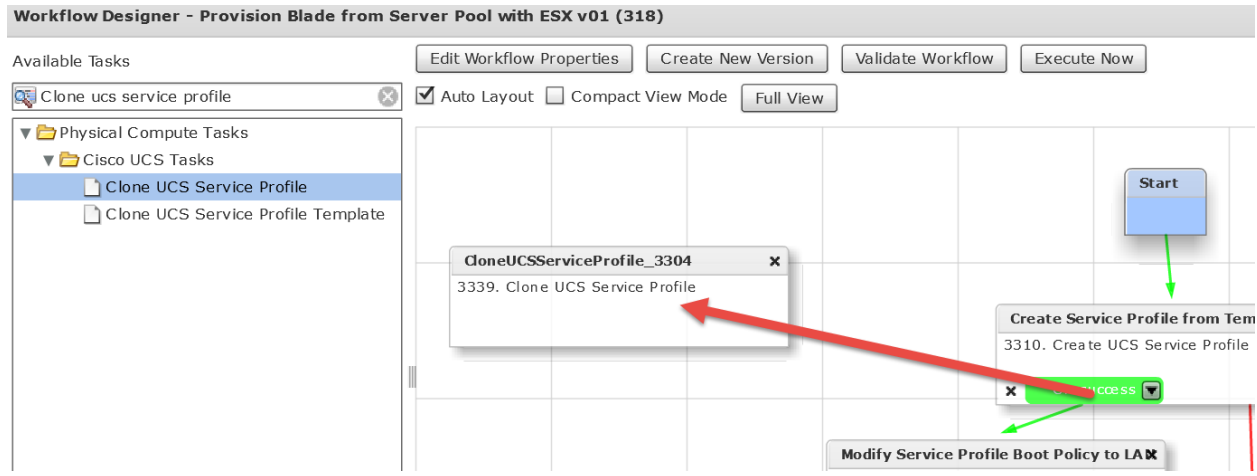 Workflow Designer - Provision Blade from Server Pool with ESX v01 (318)
Available Tasks
Edit Workflow Properties
Create New Version
Validate Workflow
Execute Now
Clone ucs service profile
Auto Layout
Compact View Mode
Full View
Physical Compute Tasks
Cisco UCS Tasks
Clone UCS Service Profile
Clone UCS Service Profile Template
Start
CloneUCSServiceProfile_3304
3339. Clone UCS Service Profile
Create Service Profile from Tem
3310. Create UCS Service Profile
Modify Service Profile Boot Policy to LA